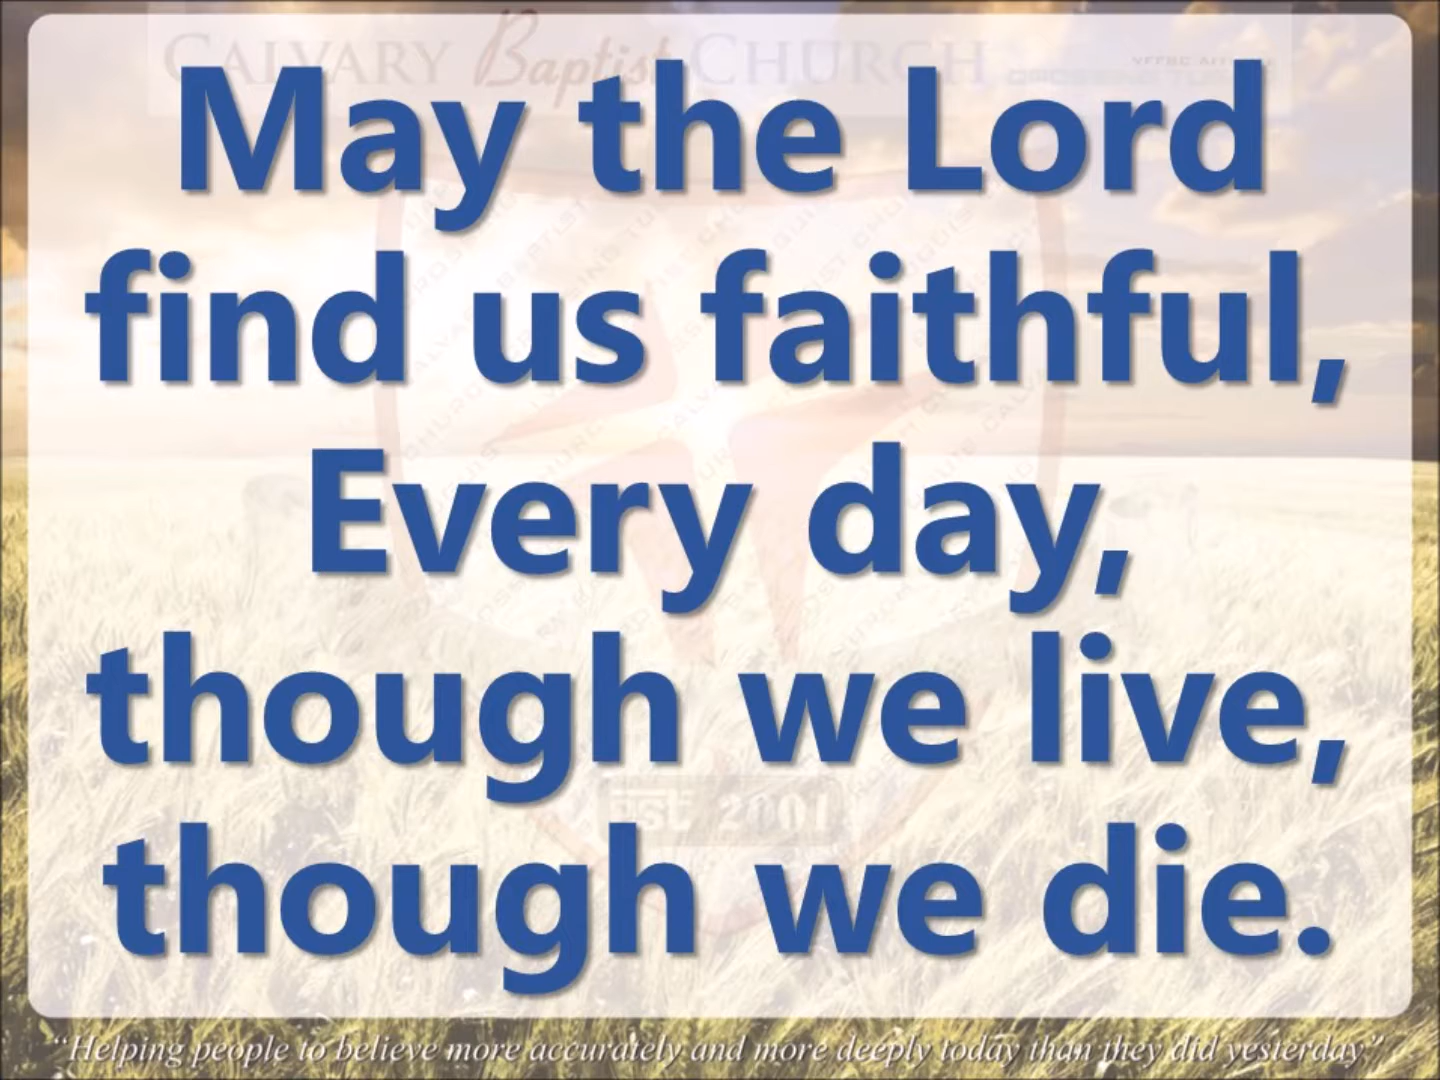 CALVARY Baptist CHURCH
May the Lord
find us faithful,
Every day,
though we live,
though we die.
est 2001
“Helping people to believe more accurately and more deeply today than they did yesterday”